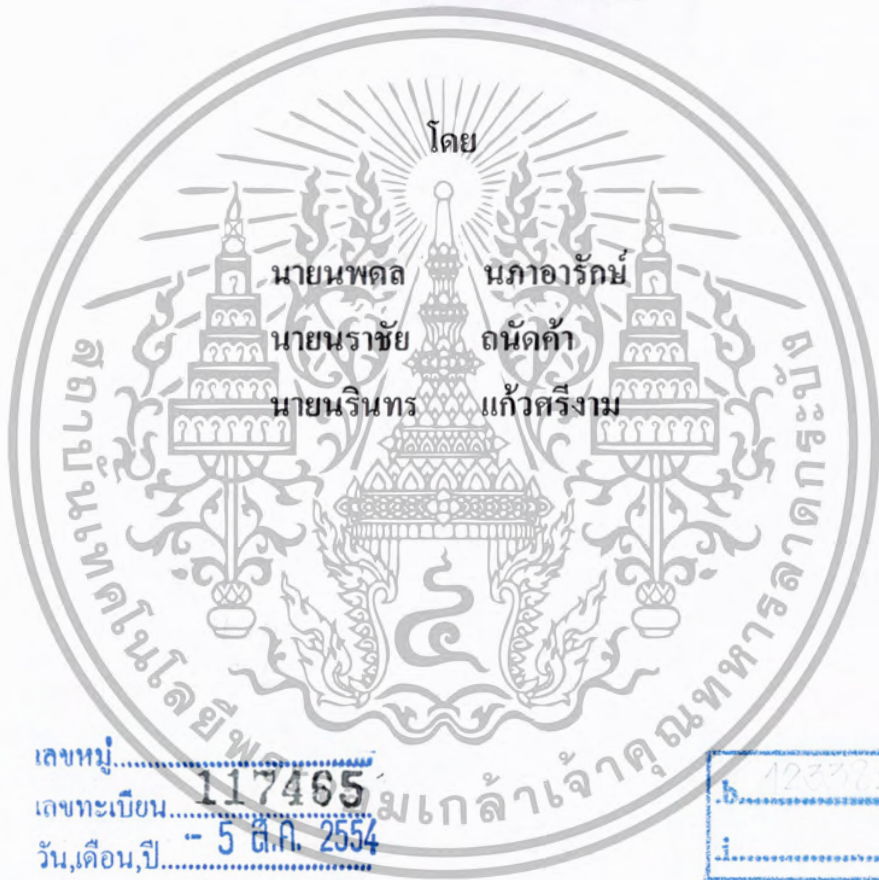 โดย
นายนพดล นภาอารักษ์
นายนราชัย ถนัดค้า
นายนรินทร แก้วศรีงาม
สถาบันเทคโนโลยีพระจอมเกล้าเจ้าคุณทหารลาดกระบัง
เลขหมู่
เลขทะเบียน 117465
วัน,เดือน,ปี - 5 ส.ค. 2554
b.
i.